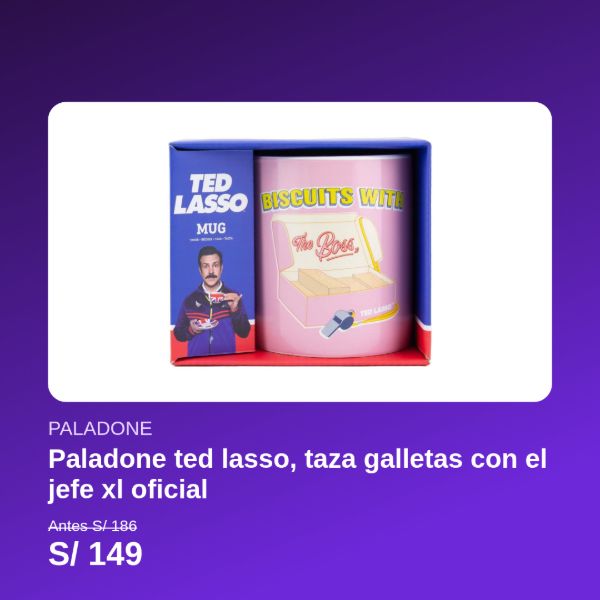 TED
LASSO
MUG
BISCUITS WITH
The Boss,
TED LASSO
PALADONE
Paladone ted lasso, taza galletas con el
jefe xl oficial
Antes S/ 186
S/ 149